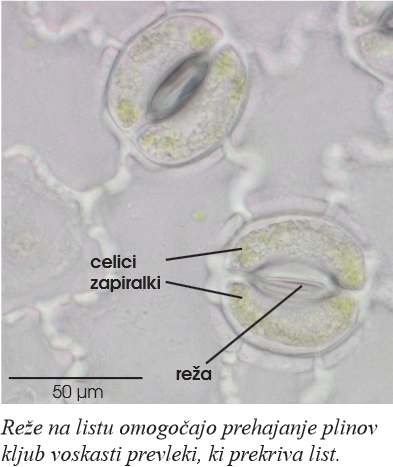 celici
zapiralki
reža
50 µm
Reže na listu omogočajo prehajanje plinov
kljub voskasti prevleki, ki prekriva list.